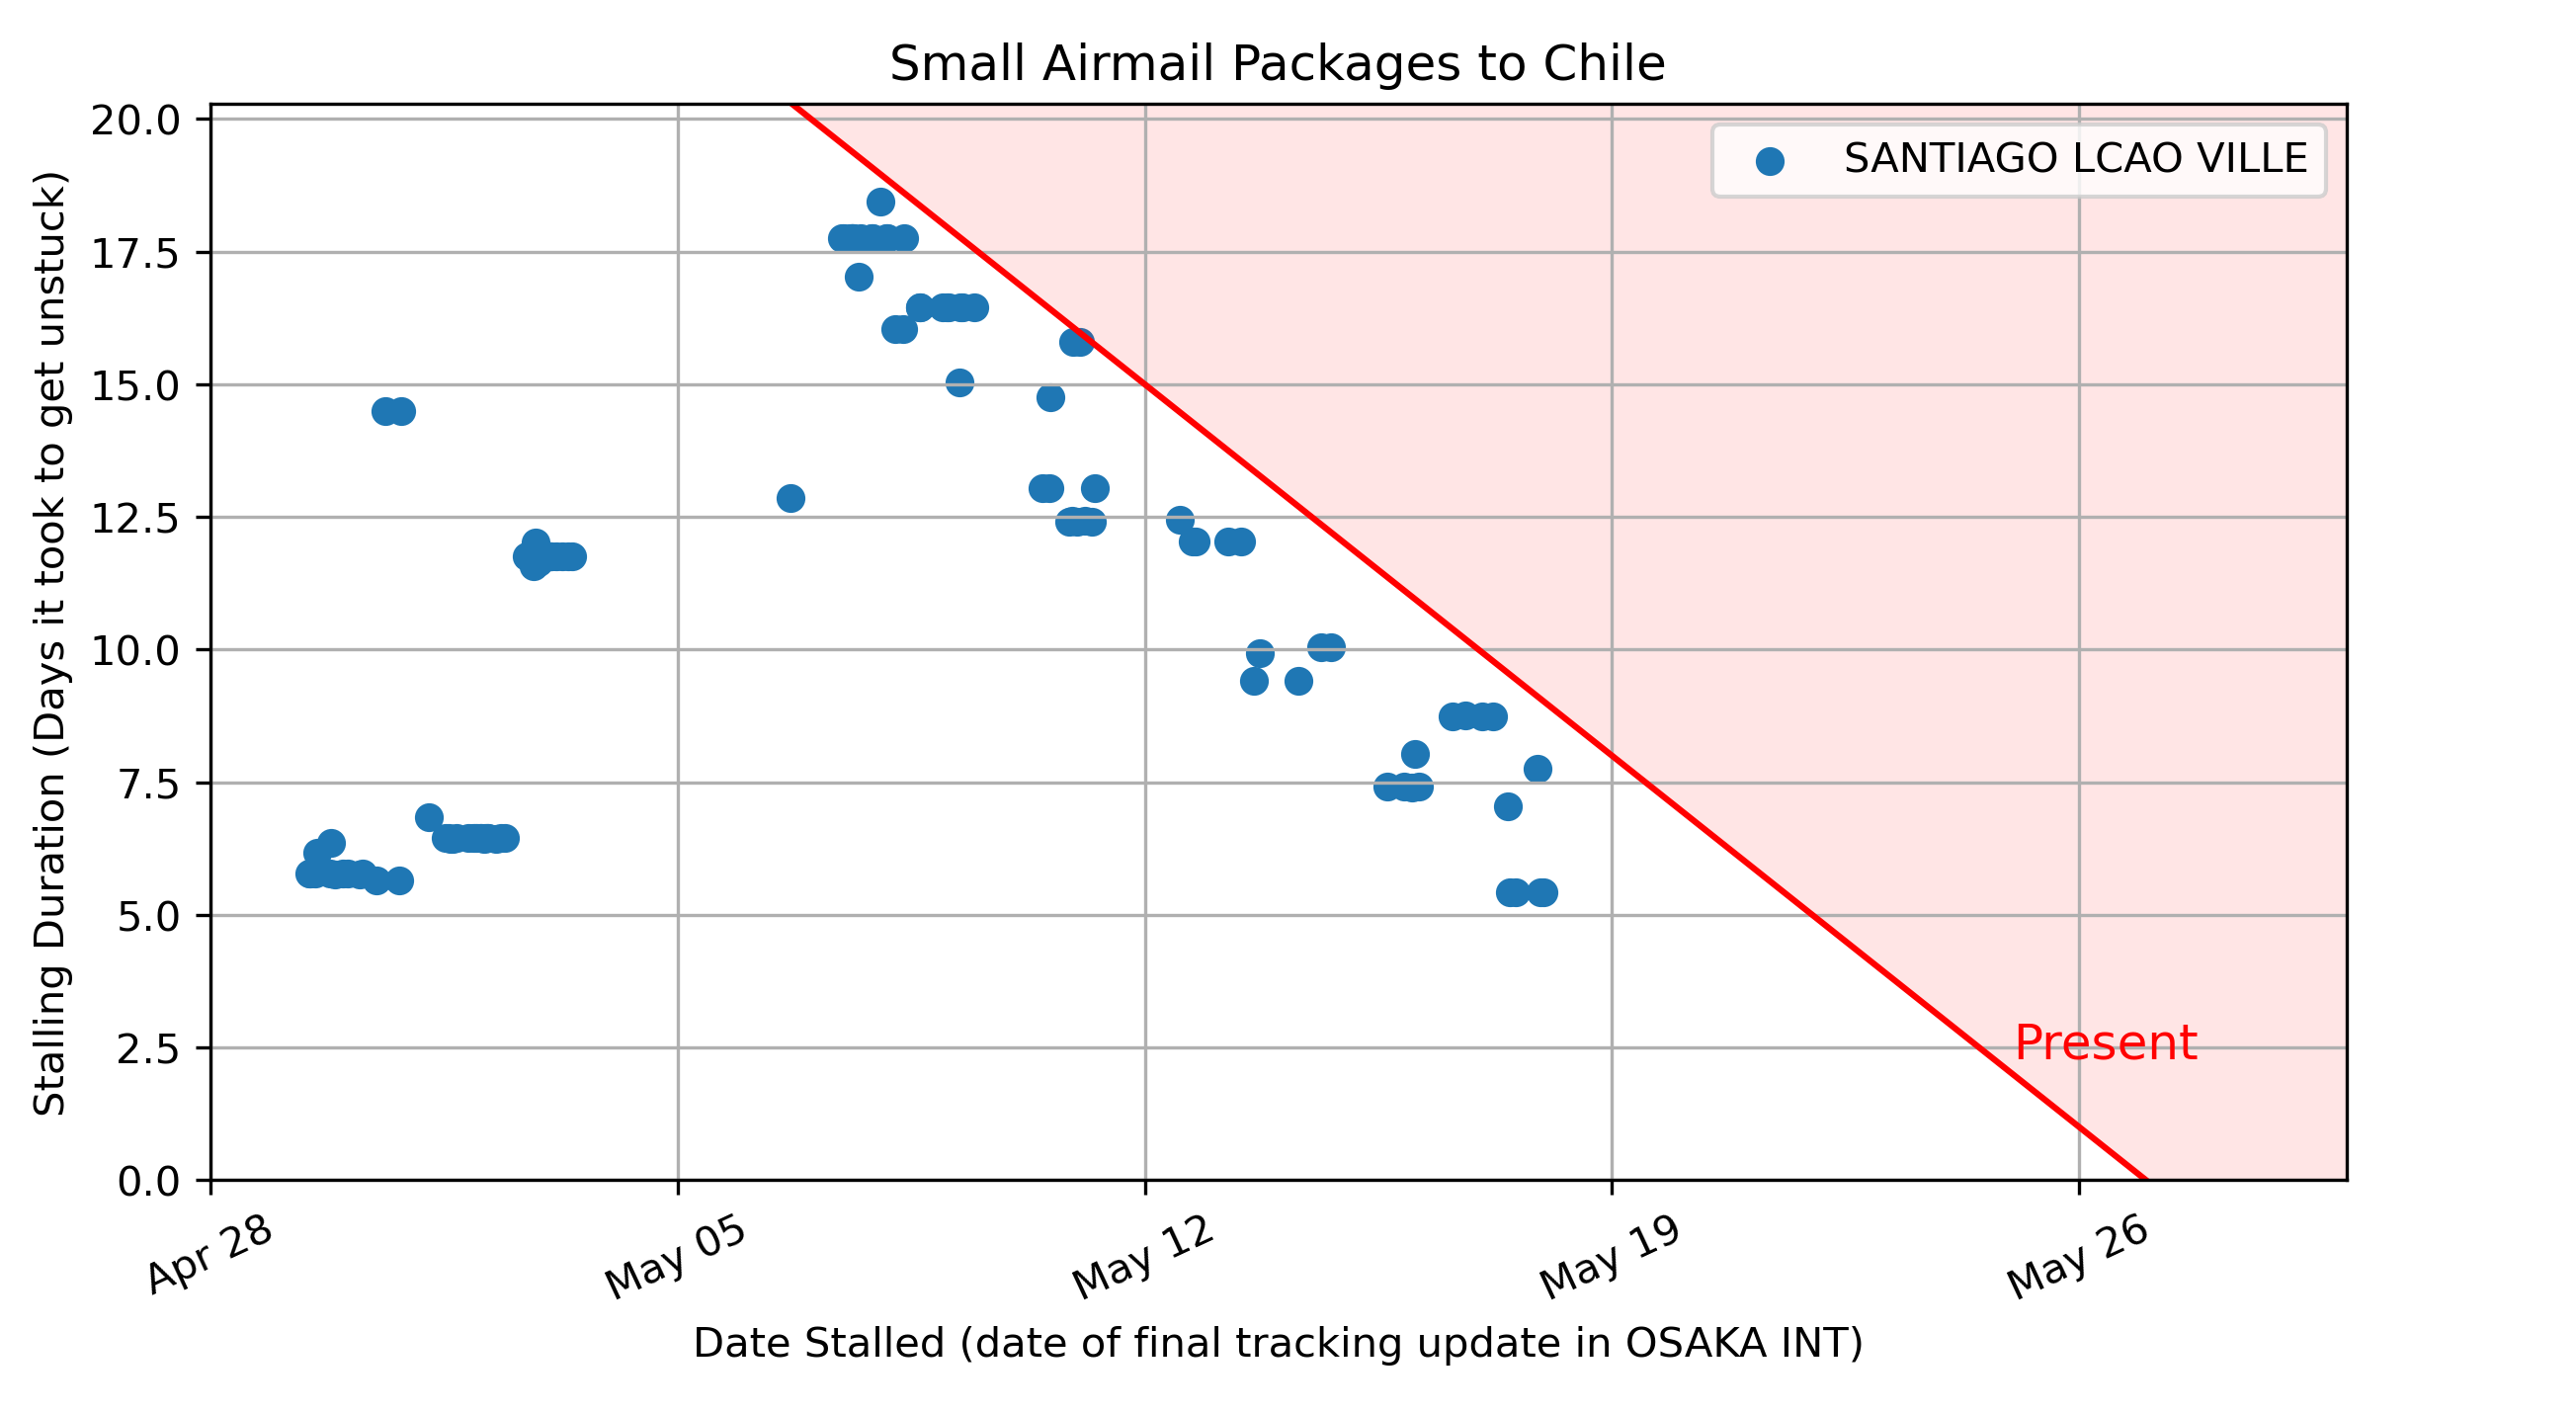 Small Airmail Packages to Chile
SANTIAGO LCAO VILLE
Stalling Duration (Days it took to get unstuck)
20.0
17.5
15.0
12.5
10.0
7.5
5.0
2.5
0.0
Present
Apr 28
May 05
May 12
May 19
May 26
Date Stalled (date of final tracking update in OSAKA INT)